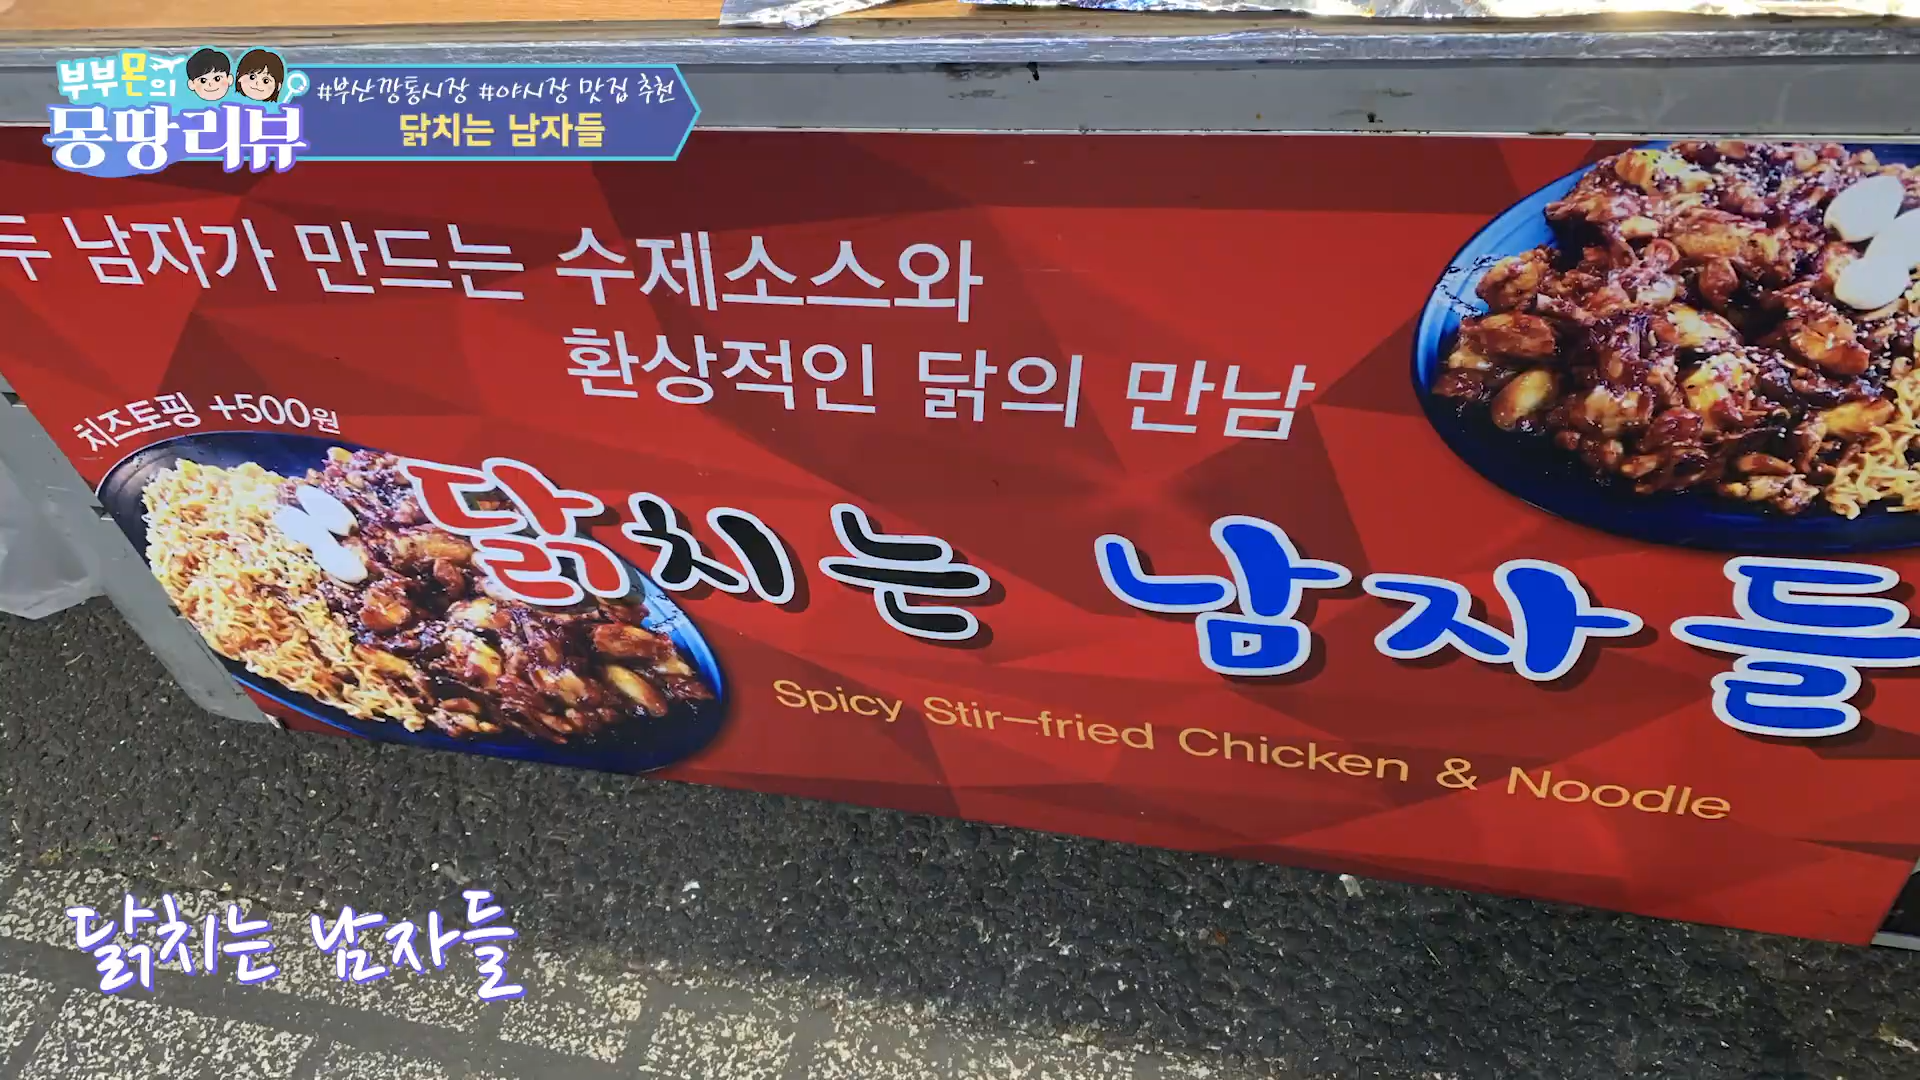 부부몬의
몽땅리뷰
#부산깡통시장 #야시장 맛집 추천
닭치는 남자들
두 남자가 만드는 수제소스와
환상적인 닭의 만남
치즈토핑 +500원
닭치는 남자들
Spicy Stir-fried Chicken & Noodle
닭치는 남자들